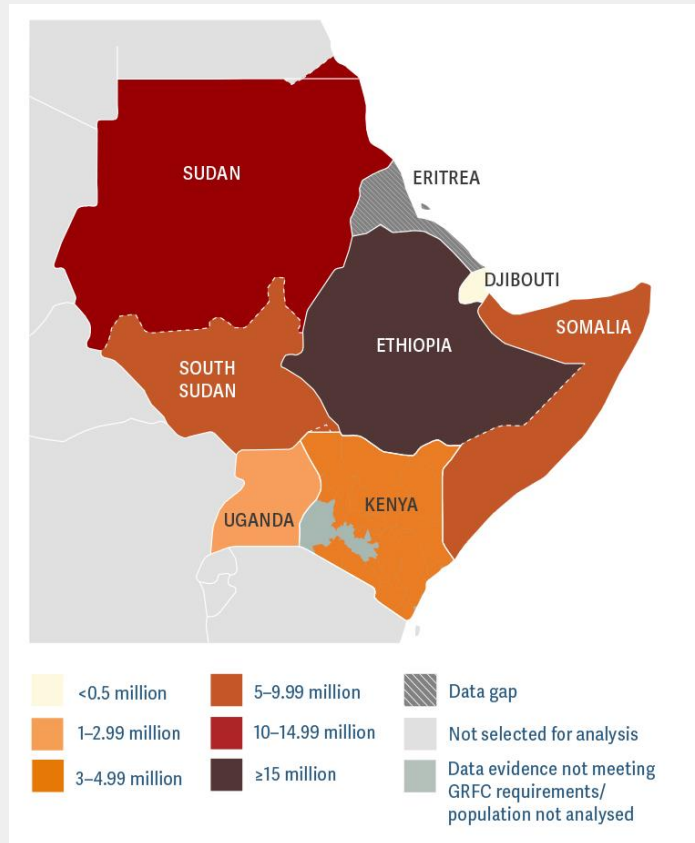 SUDAN
ERITREA
DJIBOUTI
SOMALIA
ETHIOPIA
SOUTH
SUDAN
KENYA
UGANDA
<0.5 million
1–2.99 million
3–4.99 million
5–9.99 million
10–14.99 million
≥15 million
Data gap
Not selected for analysis
Data evidence not meeting
GRFC requirements/
population not analysed